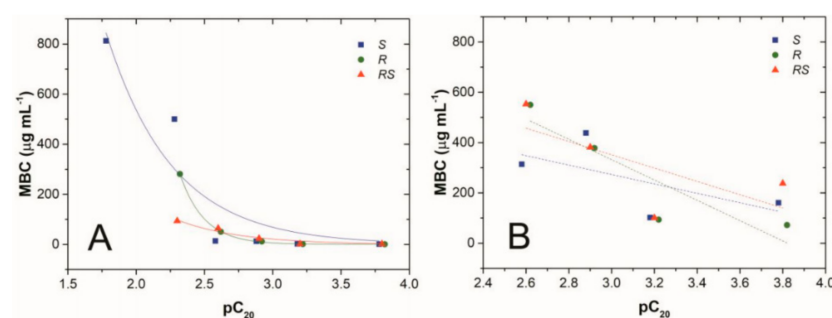 800
600
400
200
0
MBC (µg mL⁻¹)
S
R
RS
A
1.5 2.0 2.5 3.0 3.5 4.0
pC₂₀
800
600
400
200
0
MBC (µg mL⁻¹)
S
R
RS
B
2.4 2.6 2.8 3.0 3.2 3.4 3.6 3.8 4.0
pC₂₀